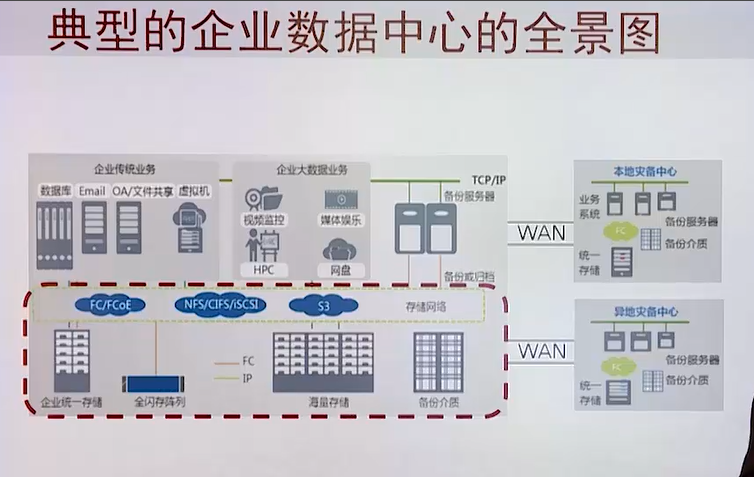 典型的企业数据中心的全景图
企业传统业务
企业大数据业务
TCP/IP
数据库 Email OA/文件共享 虚拟机
视频监控
媒体娱乐
HPC
网盘
备份服务器
备份或归档
FC/FCoE
NFS/CIFS/iSCSI
S3
存储网络
FC
IP
企业统一存储
全闪存阵列
海量存储
备份介质
WAN
WAN
本地灾备中心
业务
系统
备份服务器
FC
备份介质
统一
存储
异地灾备中心
备份服务器
FC
备份介质
统一
存储